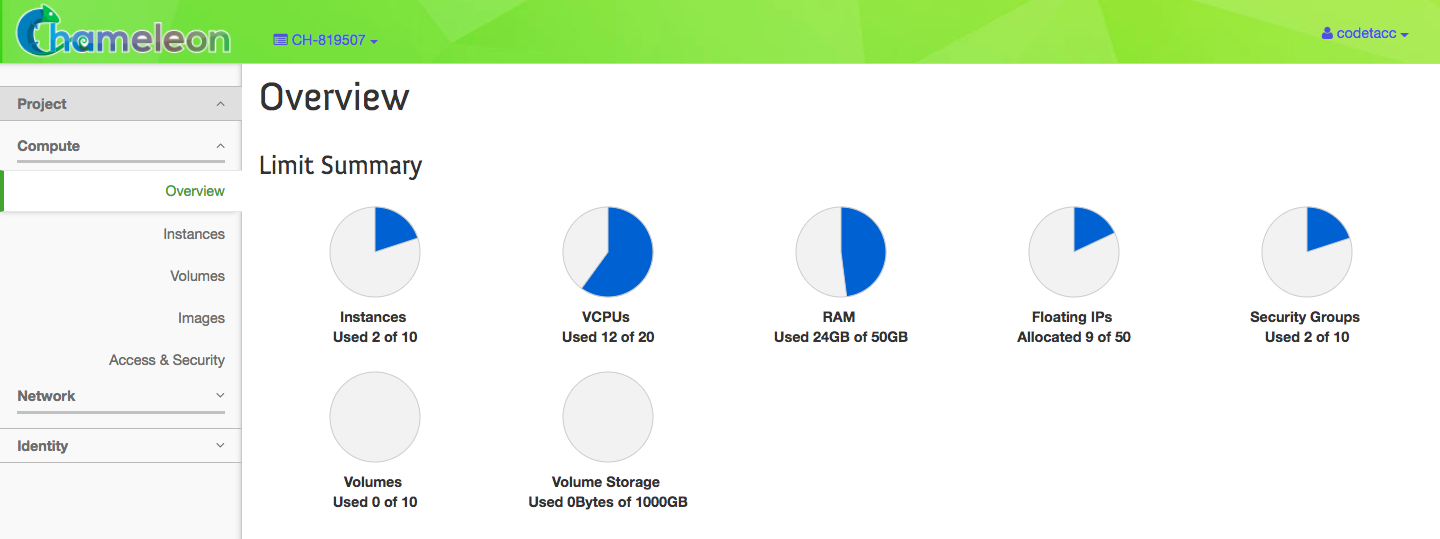 Chameleon
CH-819507
codetacc
Project
Compute
Overview
Instances
Volumes
Images
Access & Security
Network
Identity
Overview
Limit Summary
Instances
Used 2 of 10
VCPUs
Used 12 of 20
RAM
Used 24GB of 50GB
Floating IPs
Allocated 9 of 50
Security Groups
Used 2 of 10
Volumes
Used 0 of 10
Volume Storage
Used 0Bytes of 1000GB